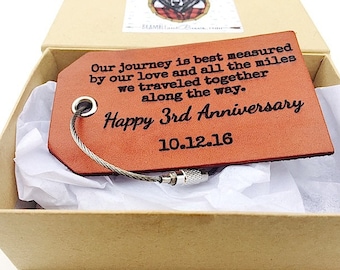 Our journey is best measured
by our love and all the miles
we traveled together
along the way.
Happy 3rd Anniversary
10.12.16